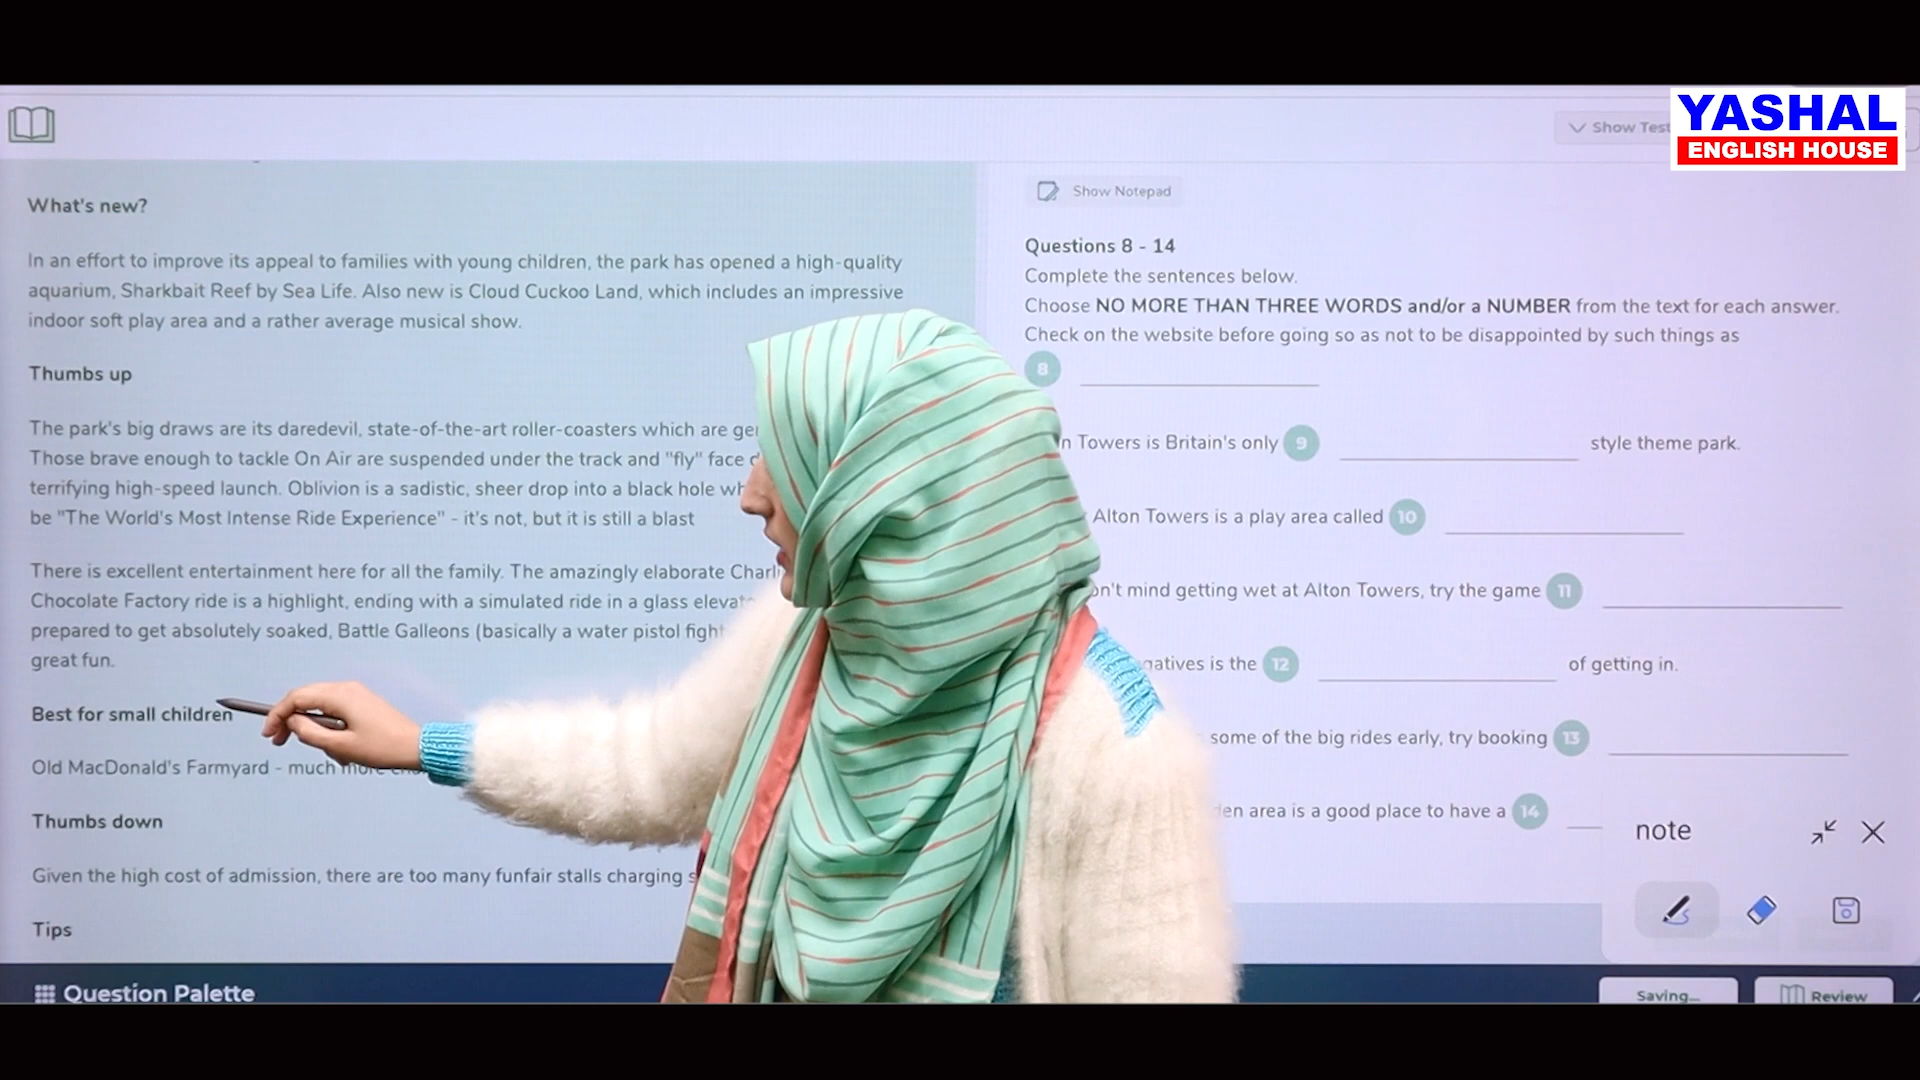 YASHAL
ENGLISH HOUSE
Show Test
What's new?
In an effort to improve its appeal to families with young children, the park has opened a high-quality
aquarium, Sharkbait Reef by Sea Life. Also new is Cloud Cuckoo Land, which includes an impressive
indoor soft play area and a rather average musical show.
Thumbs up
The park's big draws are its daredevil, state-of-the-art roller-coasters which are
Those brave enough to tackle On Air are suspended under the track and "fly" face
terrifying high-speed launch. Oblivion is a sadistic, sheer drop into a black hole
be "The World's Most Intense Ride Experience" - it's not, but it is still a blast
There is excellent entertainment here for all the family. The amazingly elaborate
Chocolate Factory ride is a highlight, ending with a simulated ride in a glass
prepared to get absolutely soaked, Battle Galleons (basically a water pistol
great fun.
Best for small children
Old MacDonald's Farmyard - much more
Thumbs down
Given the high cost of admission, there are too many funfair stalls charging
Tips
Question Palette
Show Notepad
Questions 8 - 14
Complete the sentences below.
Choose NO MORE THAN THREE WORDS and/or a NUMBER from the text for each answer.
Check on the website before going so as not to be disappointed by such things as
8
Towers is Britain's only 9 style theme park.
Alton Towers is a play area called 10
mind getting wet at Alton Towers, try the game 11
is the 12 of getting in.
some of the big rides early, try booking 13
area is a good place to have a 14
note
Saving...
Review